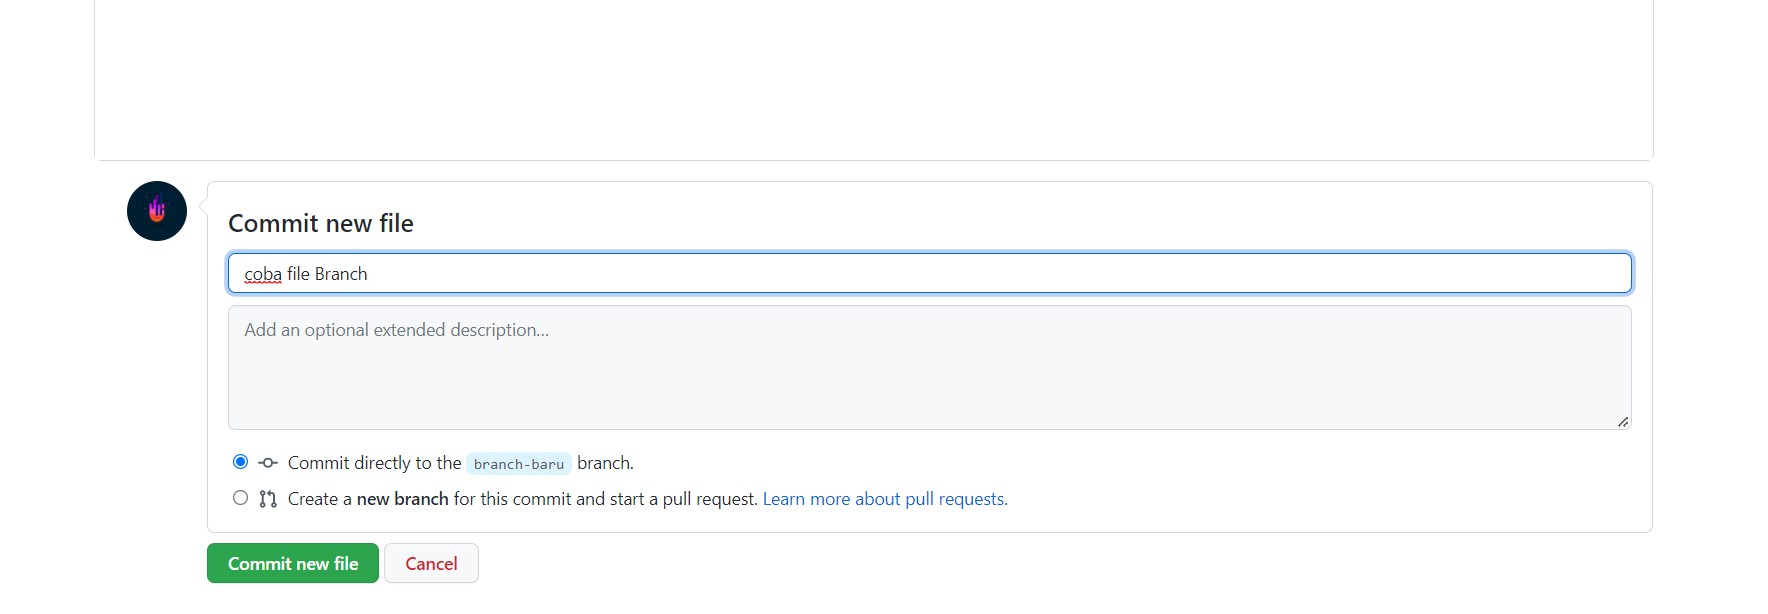 Commit new file
coba file Branch
Add an optional extended description...
Commit directly to the branch-baru branch.
Create a new branch for this commit and start a pull request. Learn more about pull requests.
Commit new file Cancel